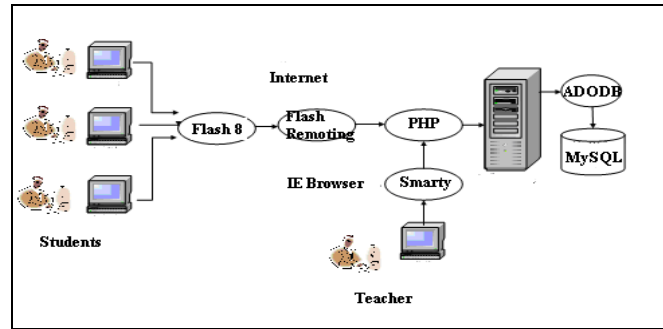 Internet
ADODB
Flash 8
Flash
Remoting
PHP
MySQL
IE Browser
Smarty
Students
Teacher